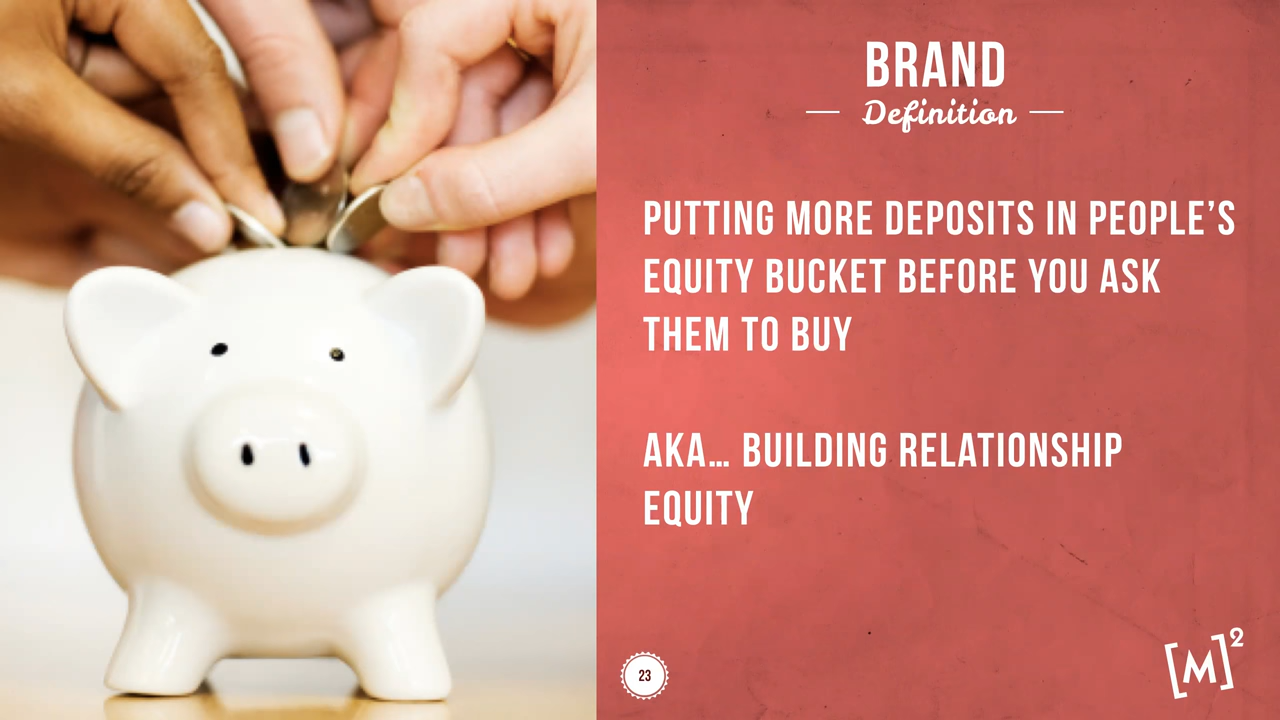 BRAND
Definition
PUTTING MORE DEPOSITS IN PEOPLE’S
EQUITY BUCKET BEFORE YOU ASK
THEM TO BUY
AKA… BUILDING RELATIONSHIP
EQUITY
23
[M]²